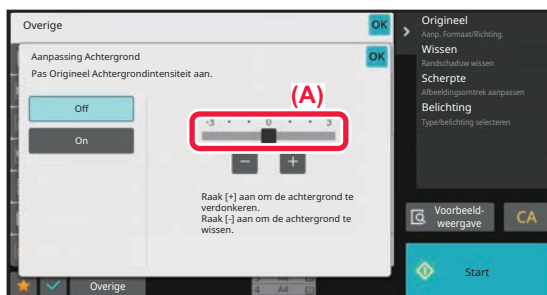 Overige
OK
Aanpassing Achtergrond
OK
Pas Origineel Achtergrondintensiteit aan.
(A)
Off
On
-3 • • 0 • • 3
− +
Raak [+] aan om de achtergrond te
verdonkeren.
Raak [-] aan om de achtergrond te
wissen.
Overige
A4
4 A4
Origineel
Aanp. Formaat/Richting.
Wissen
Randschaduw wissen
Scherpte
Afbeeldingsomtrek aanpassen
Belichting
Type/belichting selecteren
Voorbeeld-
weergave
CA
Start